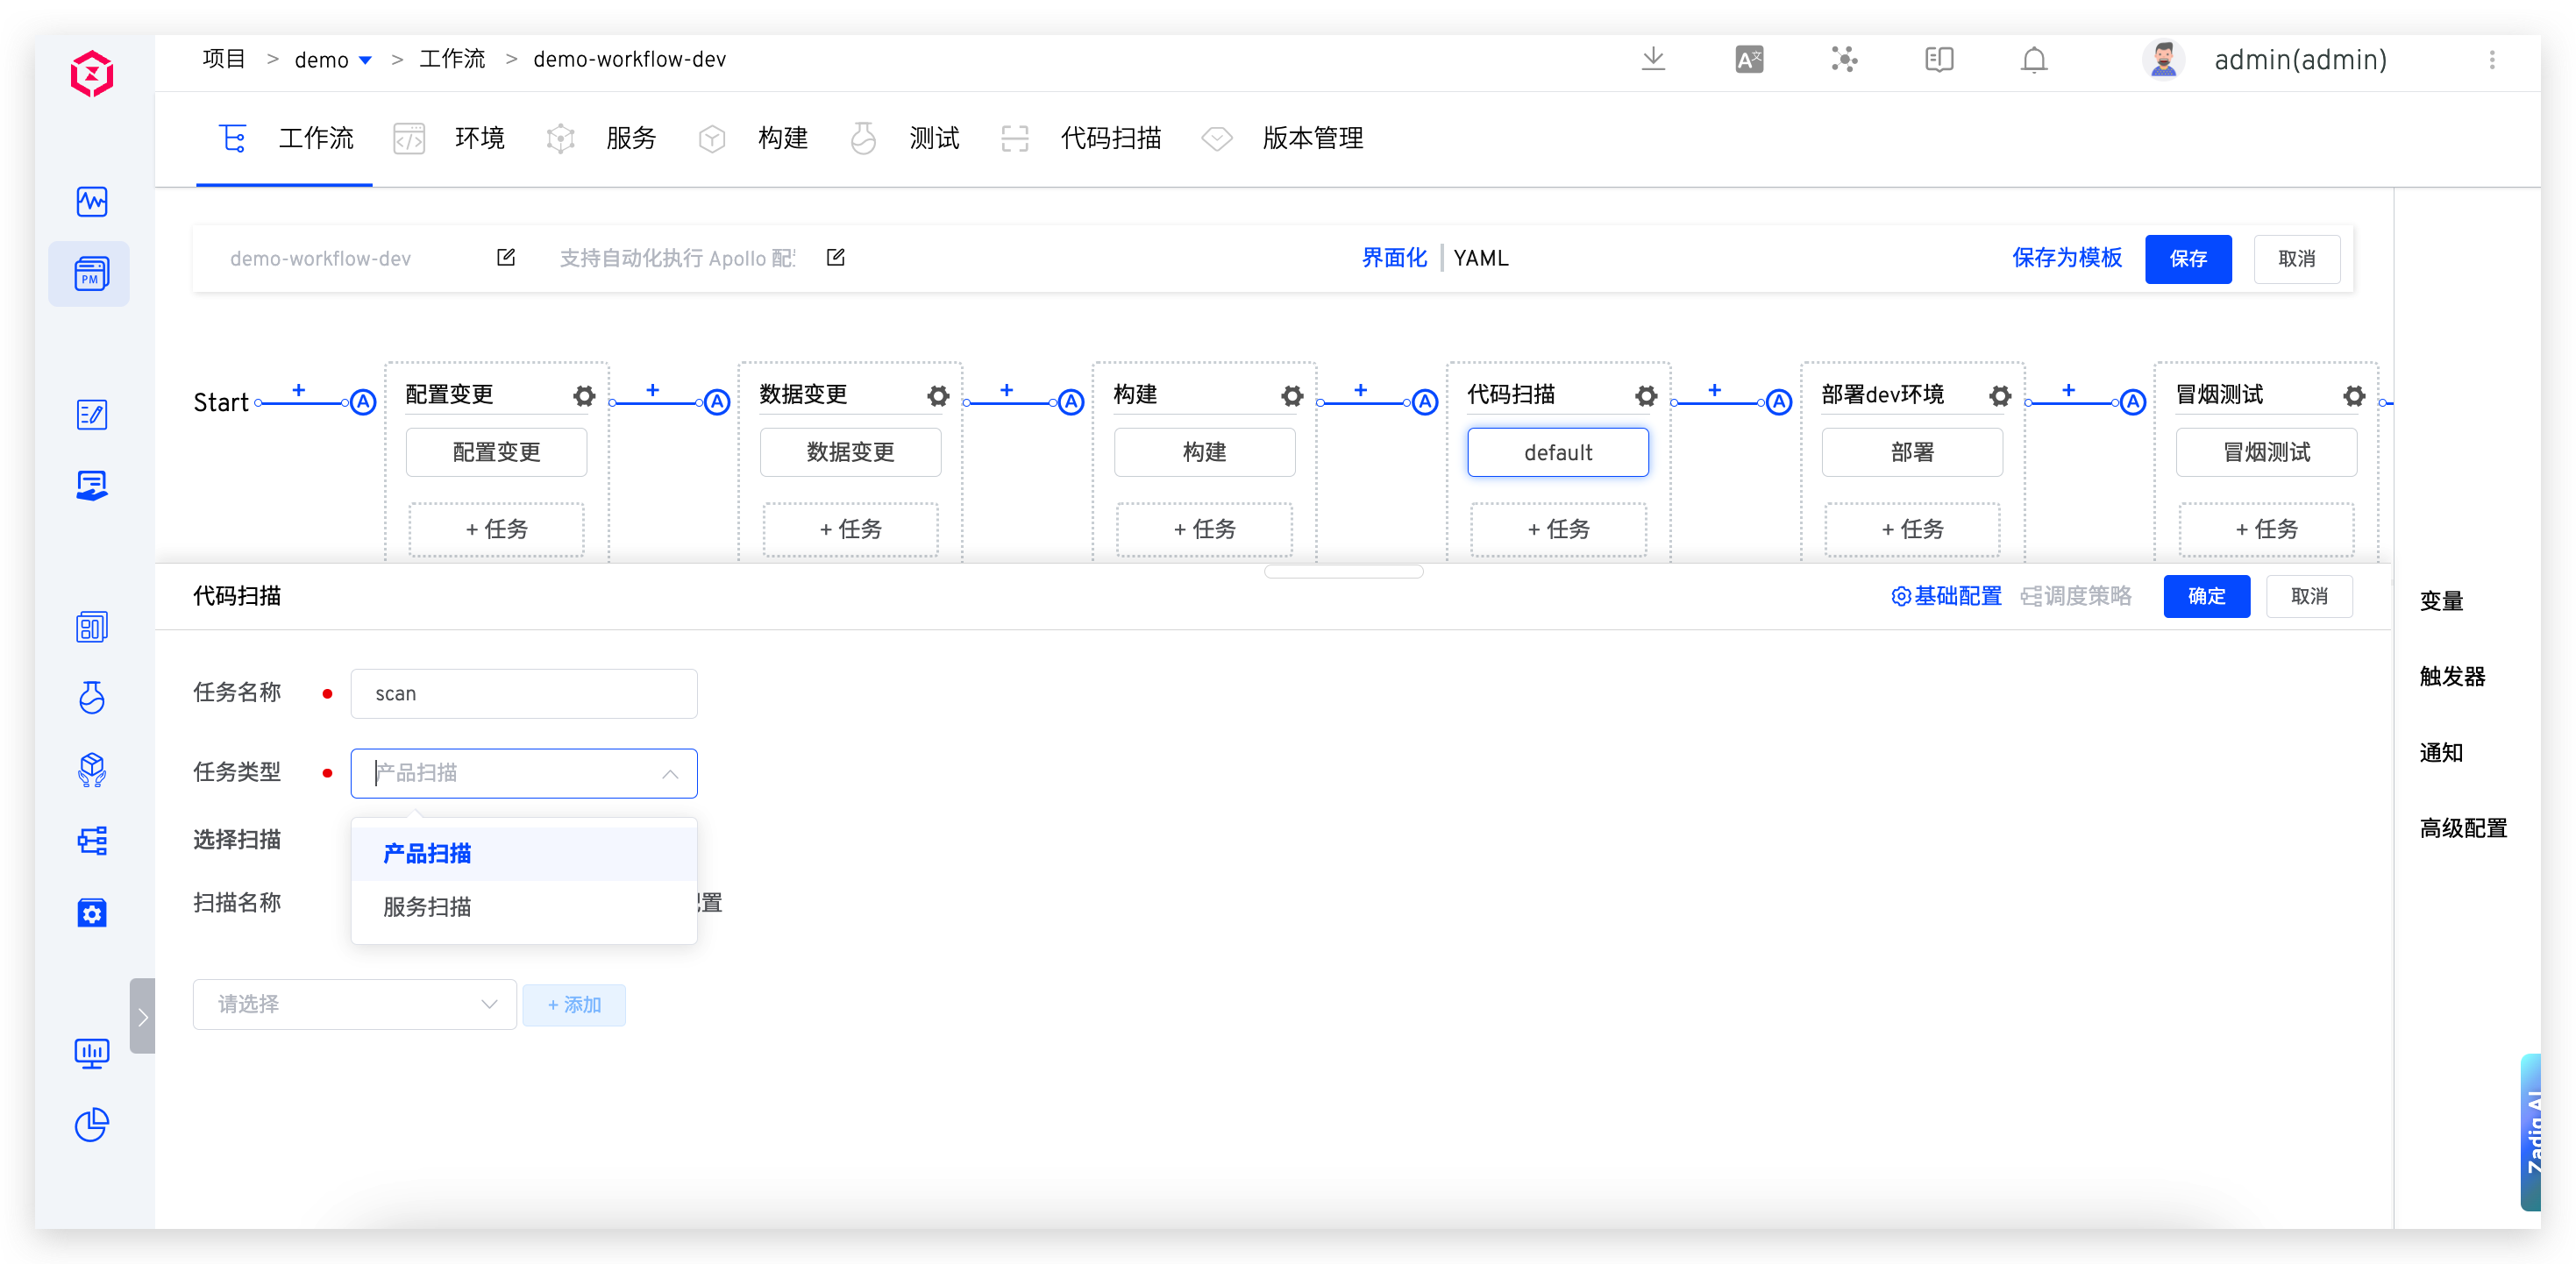 项目 > demo > 工作流 > demo-workflow-dev
admin(admin)
工作流 环境 服务 构建 测试 代码扫描 版本管理
demo-workflow-dev 支持自动化执行 Apollo 配 界面化 YAML 保存为模板 保存 取消
Start
配置变更 数据变更 构建 代码扫描 部署dev环境 冒烟测试
配置变更 数据变更 构建 default 部署 冒烟测试
+ 任务 + 任务 + 任务 + 任务 + 任务 + 任务
代码扫描 基础配置 调度策略 确定 取消
变量
触发器
通知
高级配置
任务名称 scan
任务类型 产品扫描
选择扫描 产品扫描
扫描名称 服务扫描 置
请选择 + 添加
Zadig AI
PM